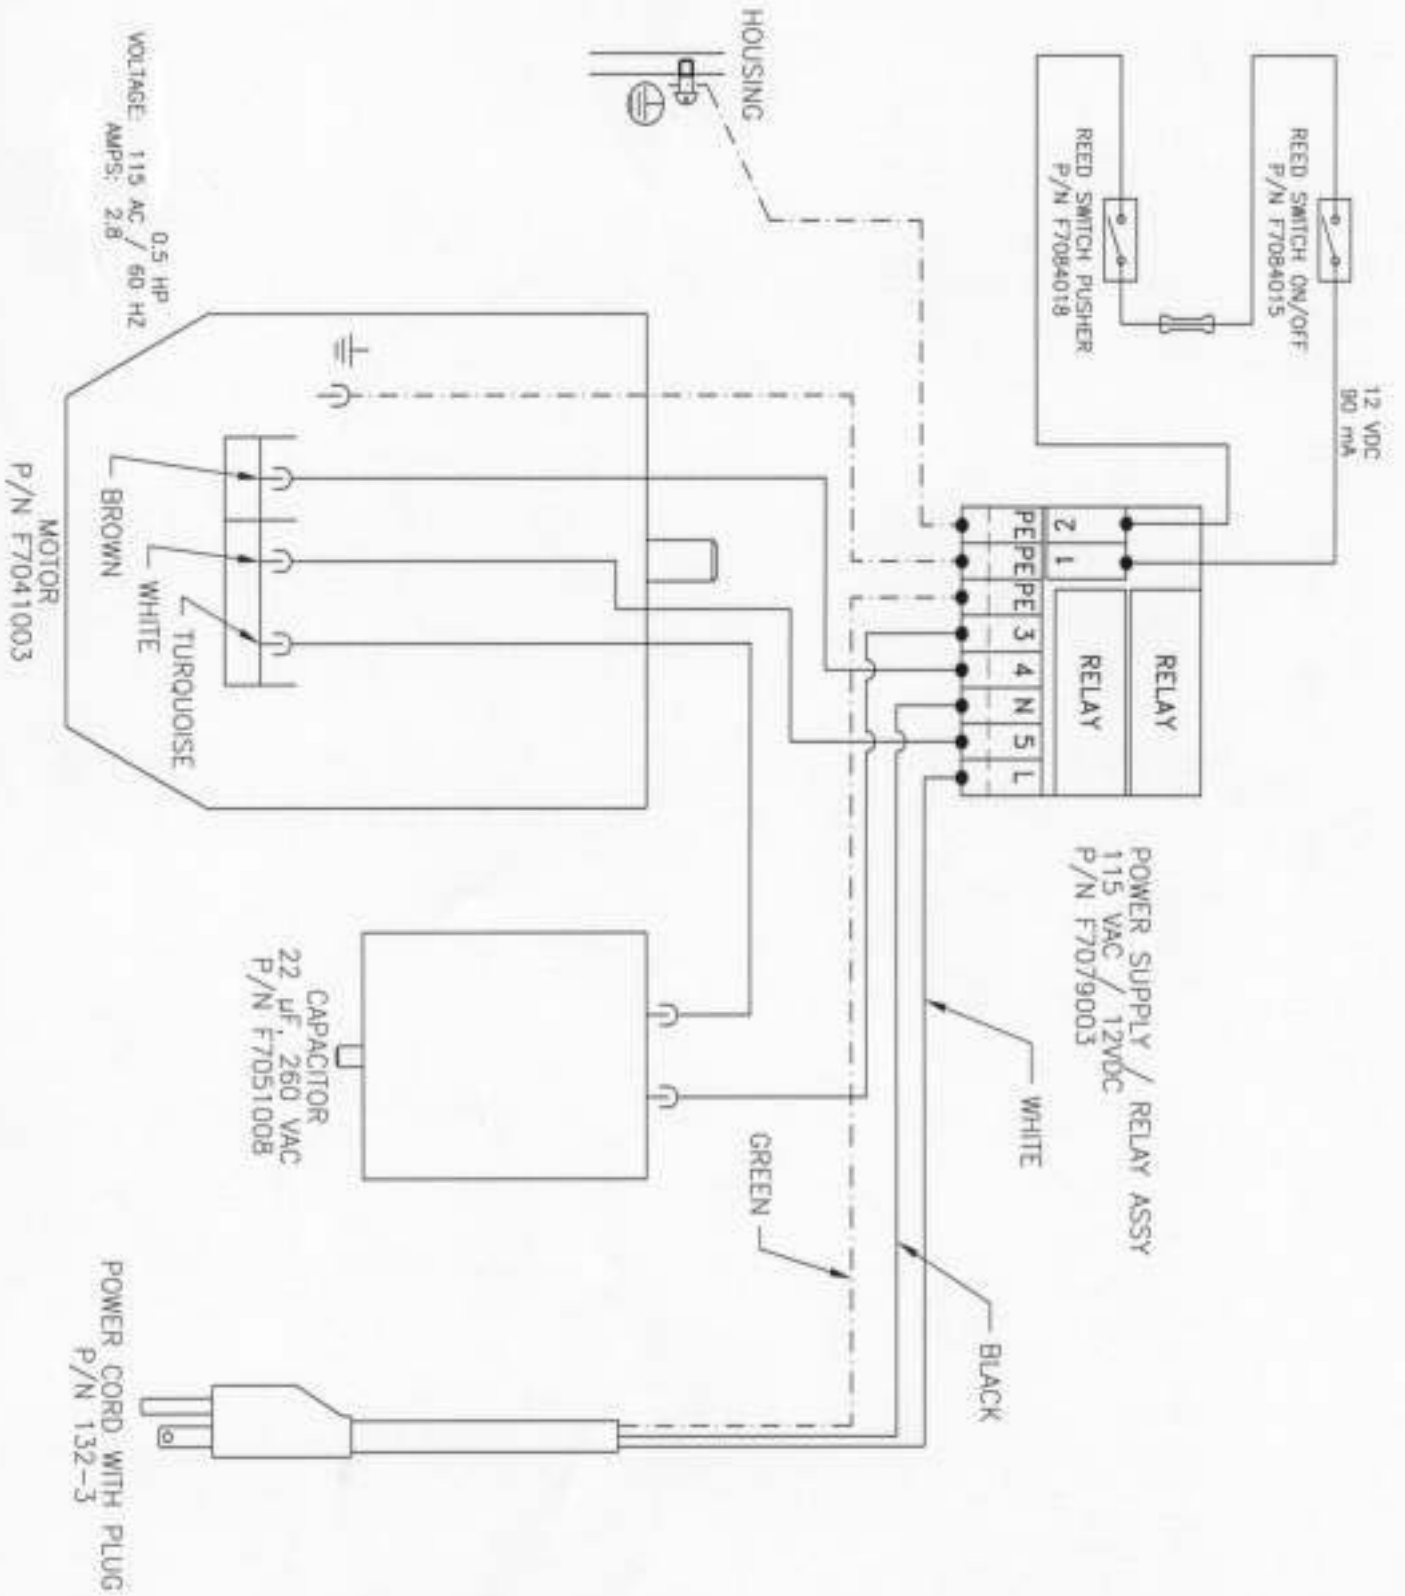 12 VDC
90 mA
REED SWITCH ON/OFF
P/N F7084015
REED SWITCH PUSHER
P/N F7084018
HOUSING
RELAY
RELAY
2
1
PE
PE
PE
3
4
N
5
L
POWER SUPPLY / RELAY ASSY
115 VAC / 12VDC
P/N F7079003
WHITE
BLACK
GREEN
0.5 HP
VOLTAGE: 115 AC / 60 HZ
AMPS: 2.8
BROWN
WHITE
TURQUOISE
MOTOR
P/N F7041003
CAPACITOR
22 µF, 260 VAC
P/N F7051008
POWER CORD WITH PLUG
P/N 132-3